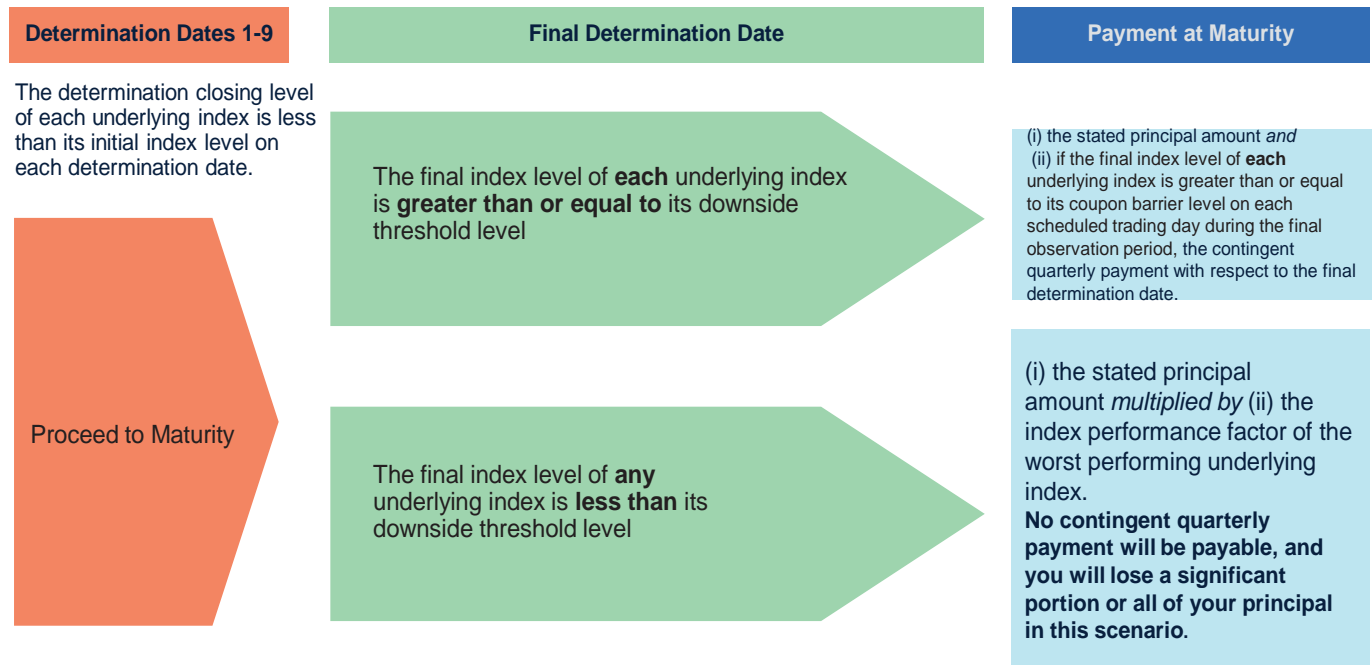 Determination Dates 1-9
Final Determination Date
Payment at Maturity
The determination closing level
of each underlying index is less
than its initial index level on
each determination date.
Proceed to Maturity
The final index level of each underlying index
is greater than or equal to its downside
threshold level
(i) the stated principal amount and
(ii) if the final index level of each
underlying index is greater than or equal
to its coupon barrier level on each
scheduled trading day during the final
observation period, the contingent
quarterly payment with respect to the final
determination date.
The final index level of any
underlying index is less than its
downside threshold level
(i) the stated principal
amount multiplied by (ii) the
index performance factor of the
worst performing underlying
index.
No contingent quarterly
payment will be payable, and
you will lose a significant
portion or all of your principal
in this scenario.